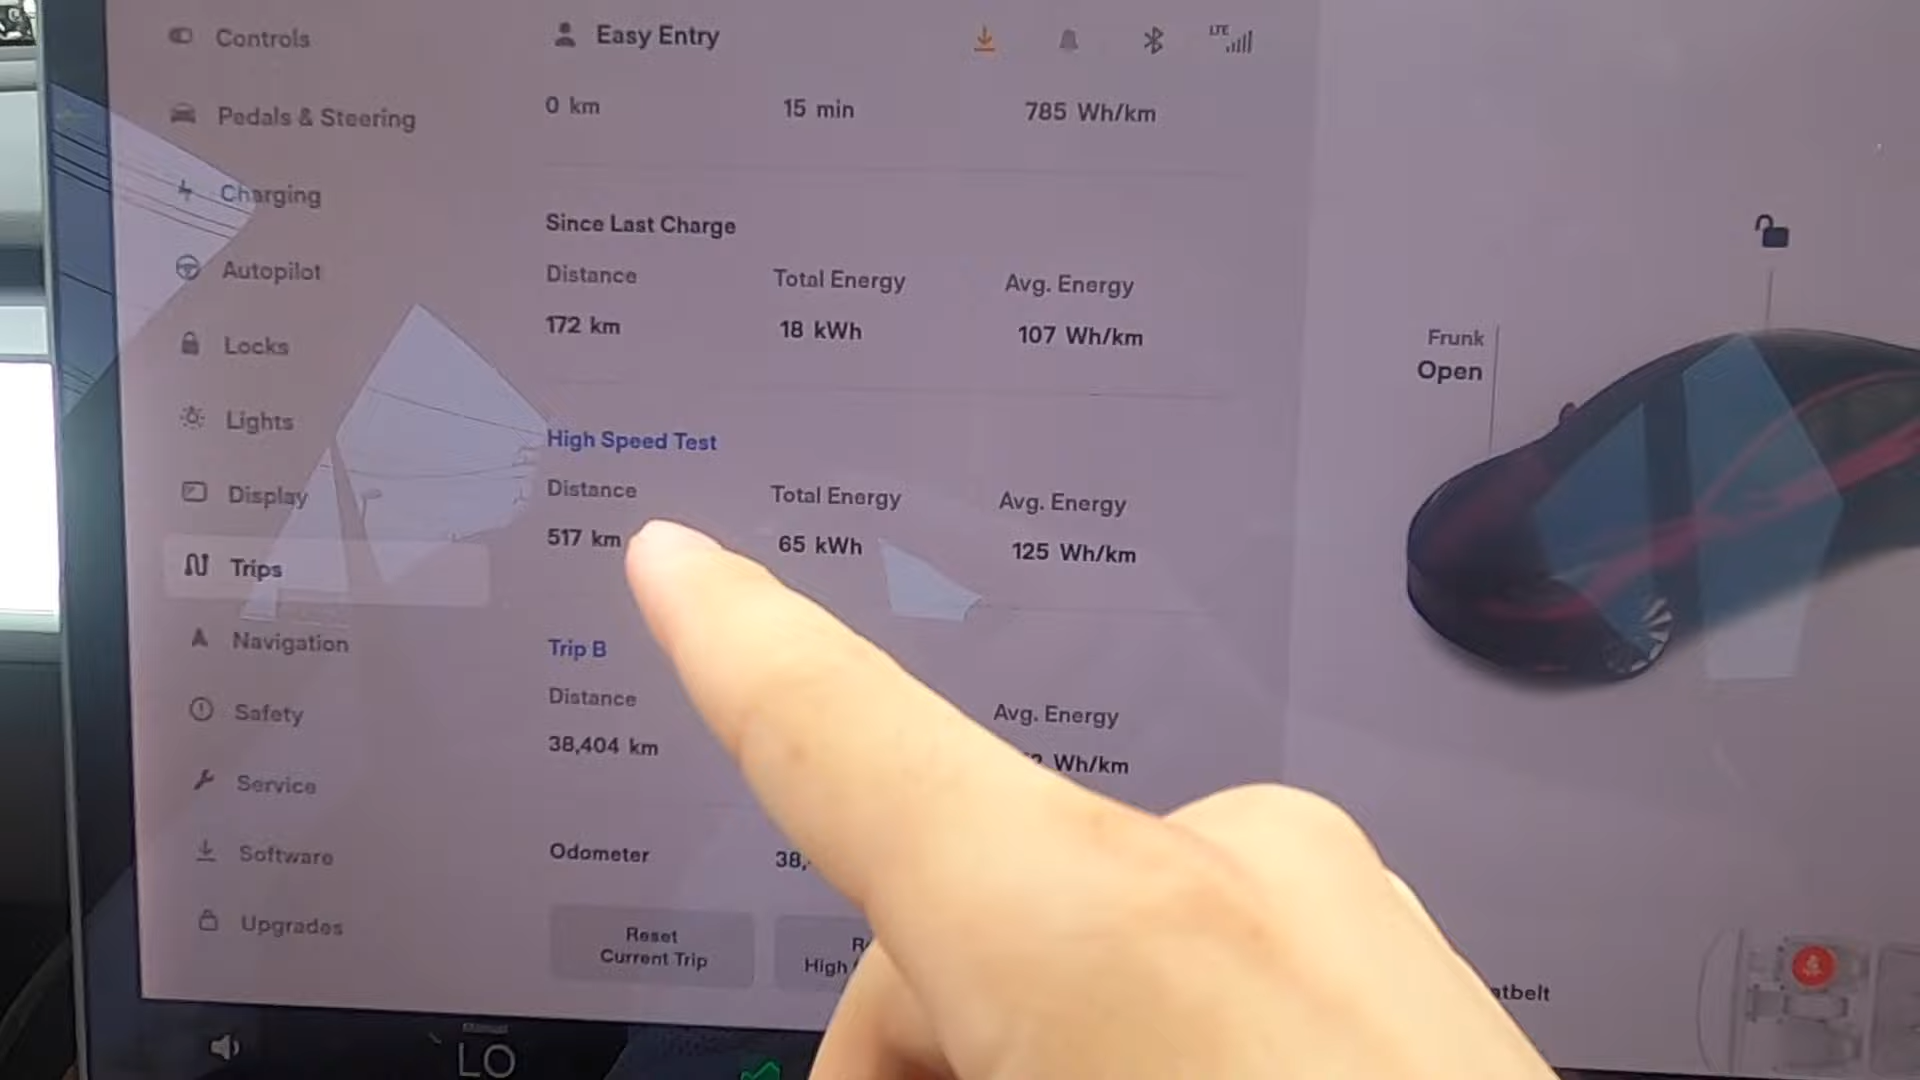 Controls
Pedals & Steering
Charging
Autopilot
Locks
Lights
Display
Trips
Navigation
Safety
Service
Software
Upgrades
Easy Entry
LTE
0 km 15 min 785 Wh/km
Since Last Charge
Distance Total Energy Avg. Energy
172 km 18 kWh 107 Wh/km
High Speed Test
Distance Total Energy Avg. Energy
517 km 65 kWh 125 Wh/km
Trip B
Distance Avg. Energy
38,404 km Wh/km
Odometer 38,
Reset
Current Trip
High
Frunk
Open
Manual
LO